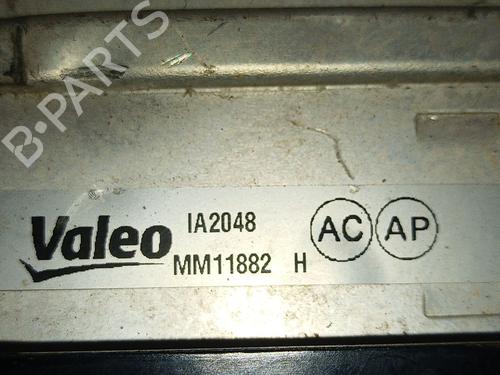 B-PARTS
Valeo
IA2048
MM11882 H
AC AP